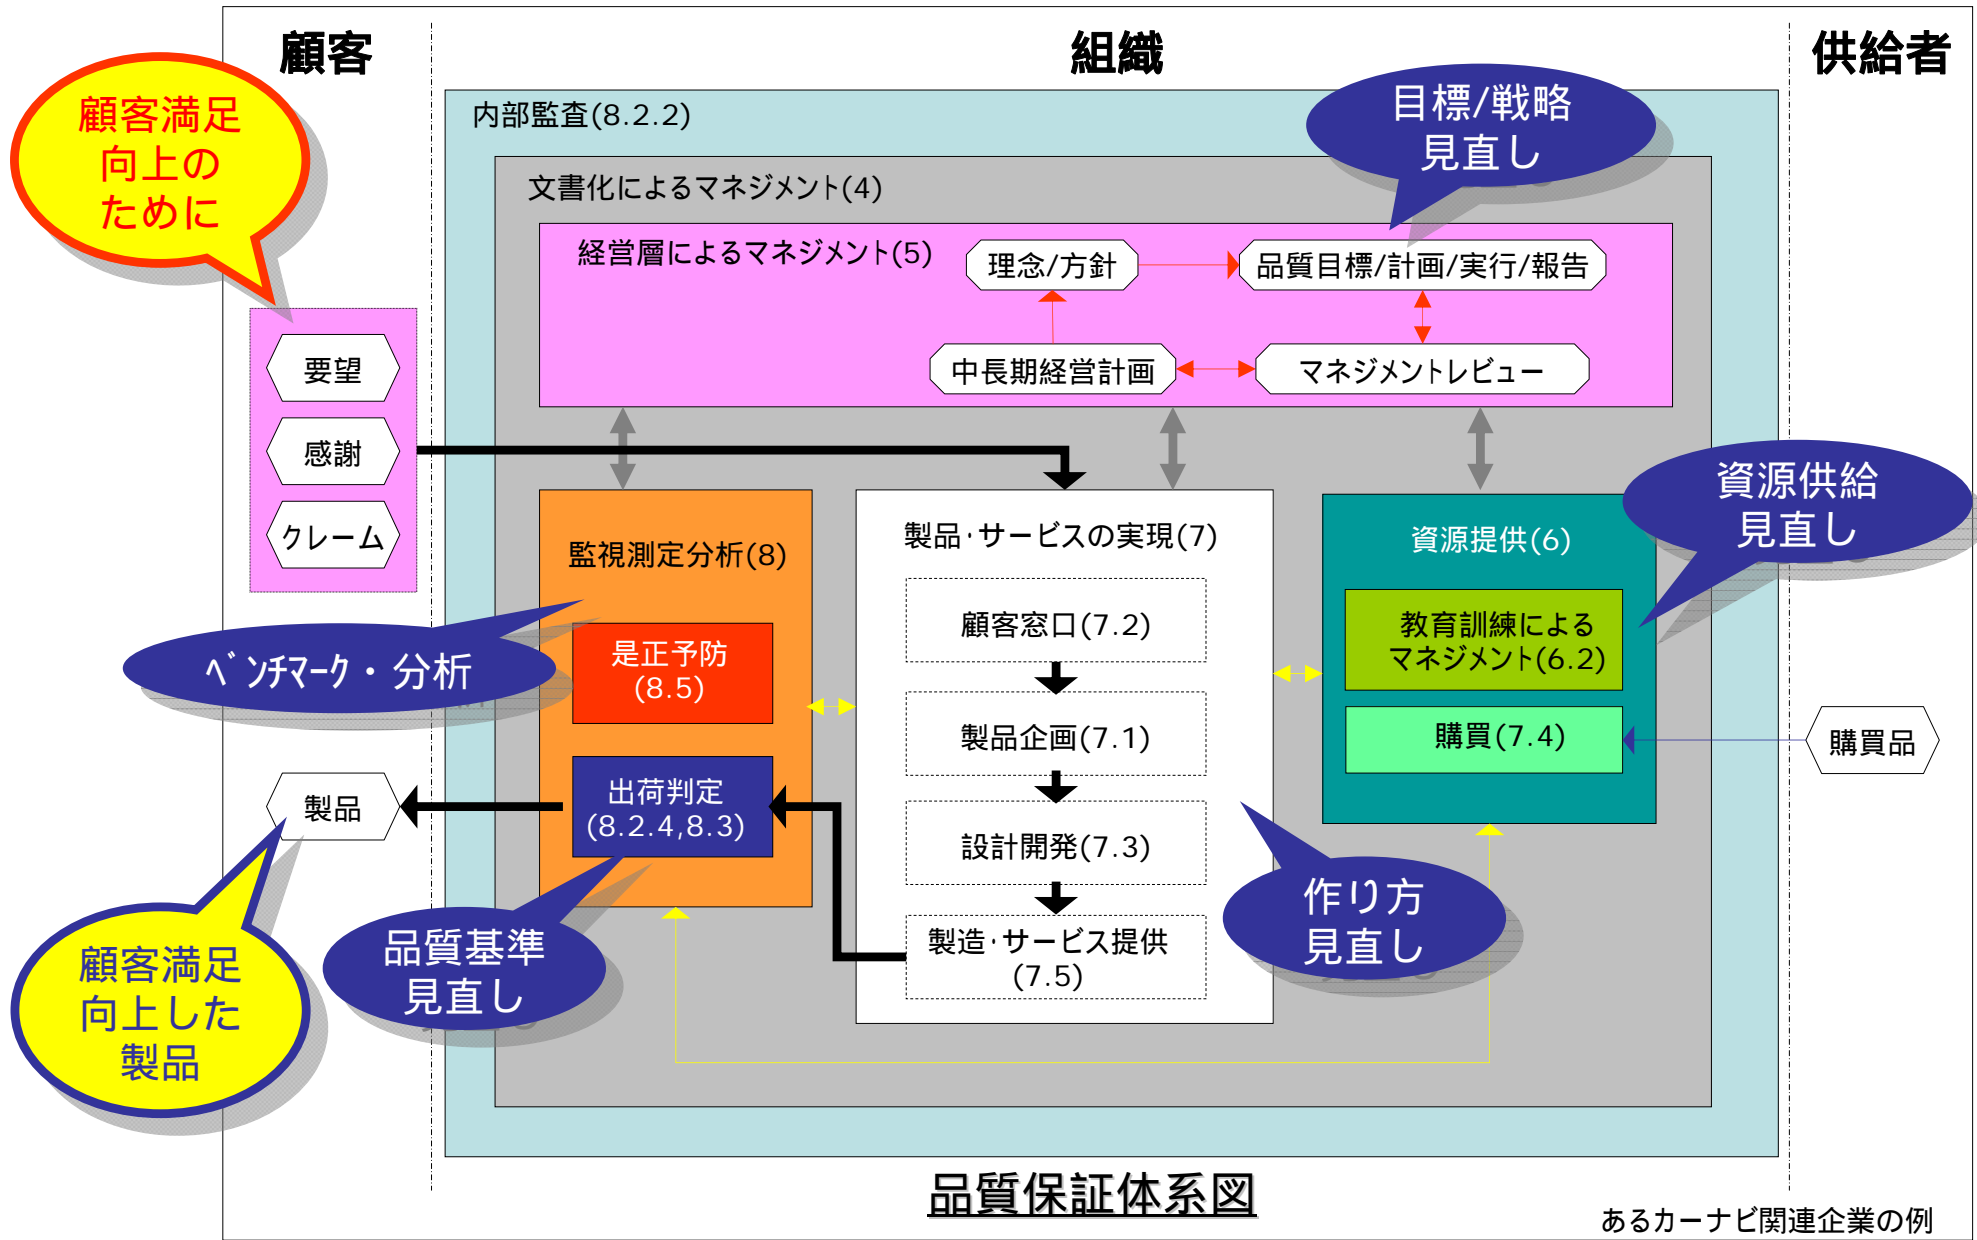 顧客
組織
供給者
顧客満足
向上の
ために
内部監査(8.2.2)
目標/戦略
見直し
文書化によるマネジメント(4)
経営層によるマネジメント(5)
理念/方針
品質目標/計画/実行/報告
中長期経営計画
マネジメントレビュー
要望
感謝
クレーム
監視測定分析(8)
製品・サービスの実現(7)
資源提供(6)
資源供給
見直し
ベンチマーク・分析
是正予防
(8.5)
顧客窓口(7.2)
教育訓練による
マネジメント(6.2)
製品企画(7.1)
購買(7.4)
購買品
製品
出荷判定
(8.2.4,8.3)
設計開発(7.3)
作り方
見直し
品質基準
見直し
製造・サービス提供
(7.5)
顧客満足
向上した
製品
品質保証体系図
あるカーナビ関連企業の例